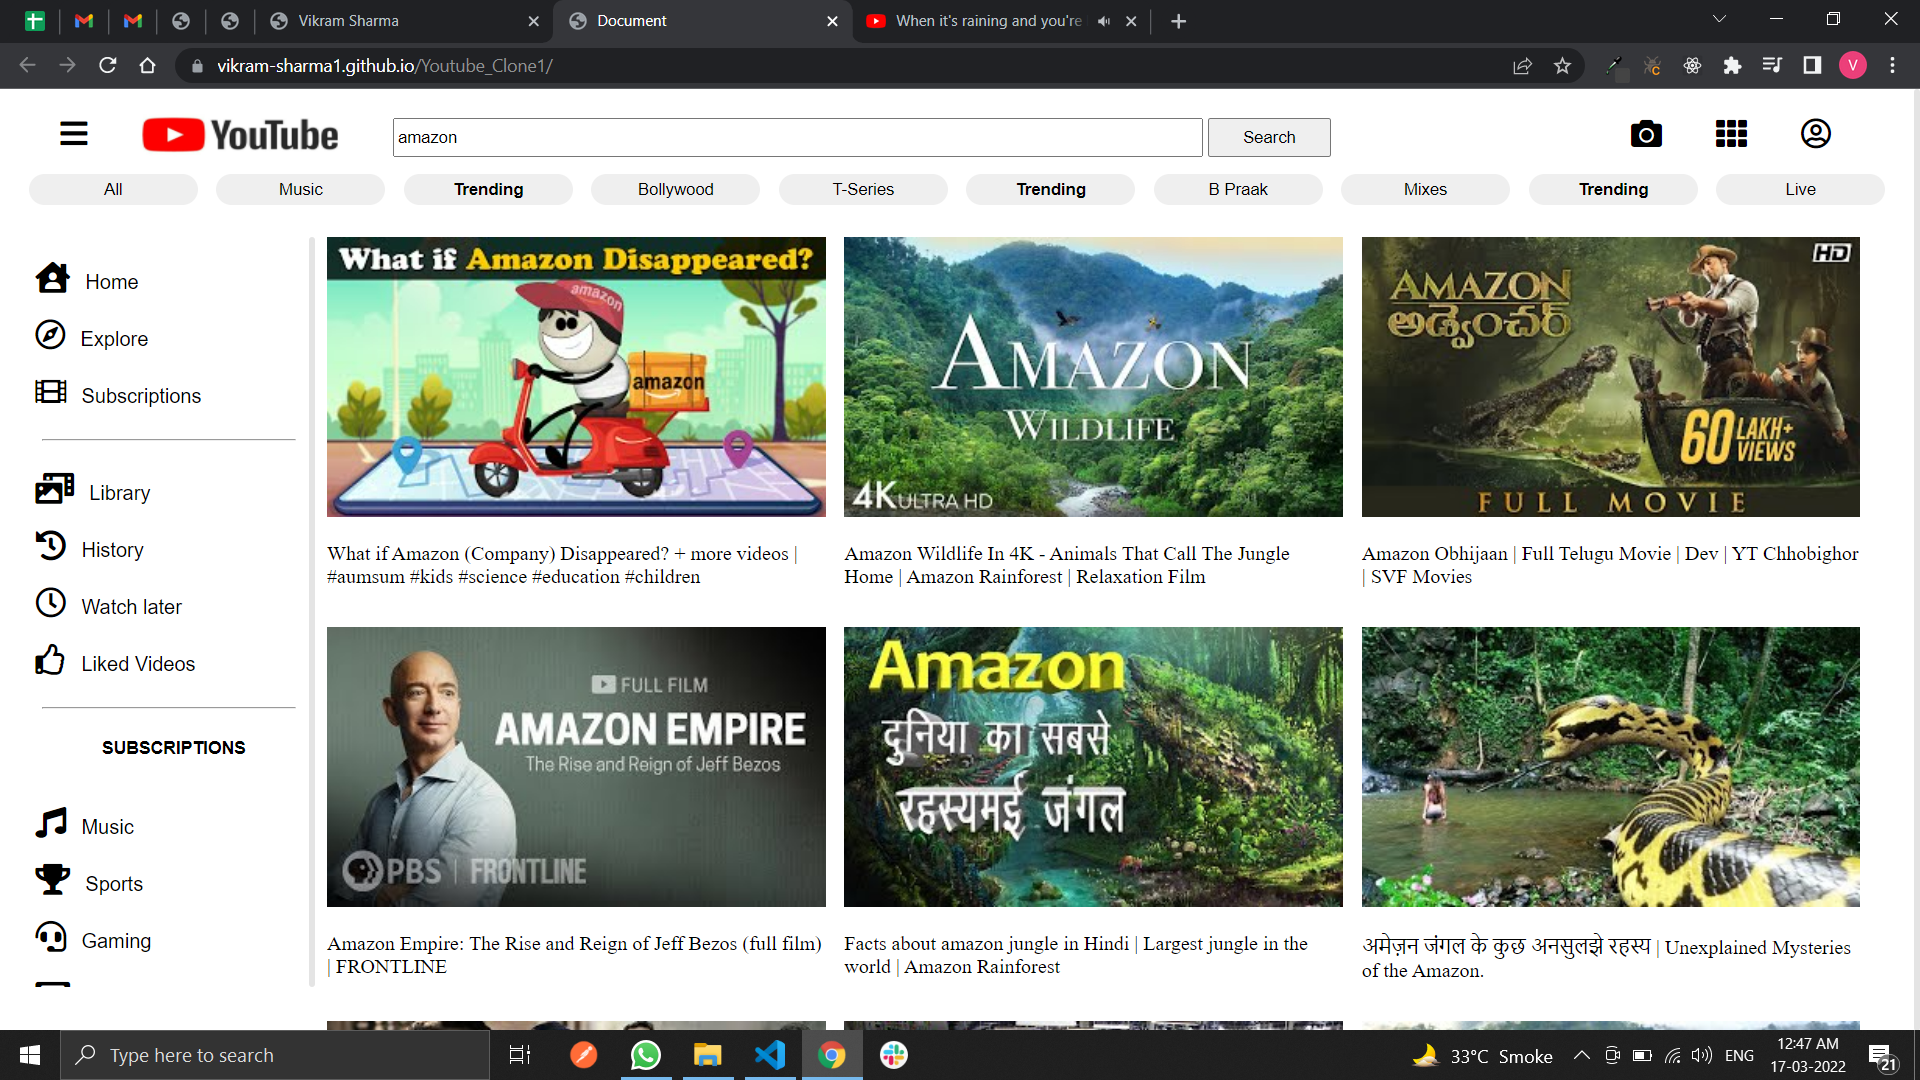 Vikram Sharma
Document
When it's raining and you're
vikram-sharma1.github.io/Youtube_Clone1/
V
YouTube
amazon
Search
All
Music
Trending
Bollywood
T-Series
Trending
B Praak
Mixes
Trending
Live
Home
Explore
Subscriptions
Library
History
Watch later
Liked Videos
SUBSCRIPTIONS
Music
Sports
Gaming
What if Amazon Disappeared?
amazon
amazon
What if Amazon (Company) Disappeared? + more videos |
#aumsum #kids #science #education #children
AMAZON
WILDLIFE
4K ULTRA HD
Amazon Wildlife In 4K - Animals That Call The Jungle
Home | Amazon Rainforest | Relaxation Film
HD
AMAZON
అడ్వెంచర్
60 LAKH+
VIEWS
FULL MOVIE
Amazon Obhijaan | Full Telugu Movie | Dev | YT Chhobighor
| SVF Movies
FULL FILM
AMAZON EMPIRE
The Rise and Reign of Jeff Bezos
PBS | FRONTLINE
Amazon Empire: The Rise and Reign of Jeff Bezos (full film)
| FRONTLINE
Amazon
दुनिया का सबसे
रहस्यमई जंगल
Facts about amazon jungle in Hindi | Largest jungle in the
world | Amazon Rainforest
अमेज़न जंगल के कुछ अनसुलझे रहस्य | Unexplained Mysteries
of the Amazon.
Type here to search
33°C Smoke
ENG
12:47 AM
17-03-2022
21